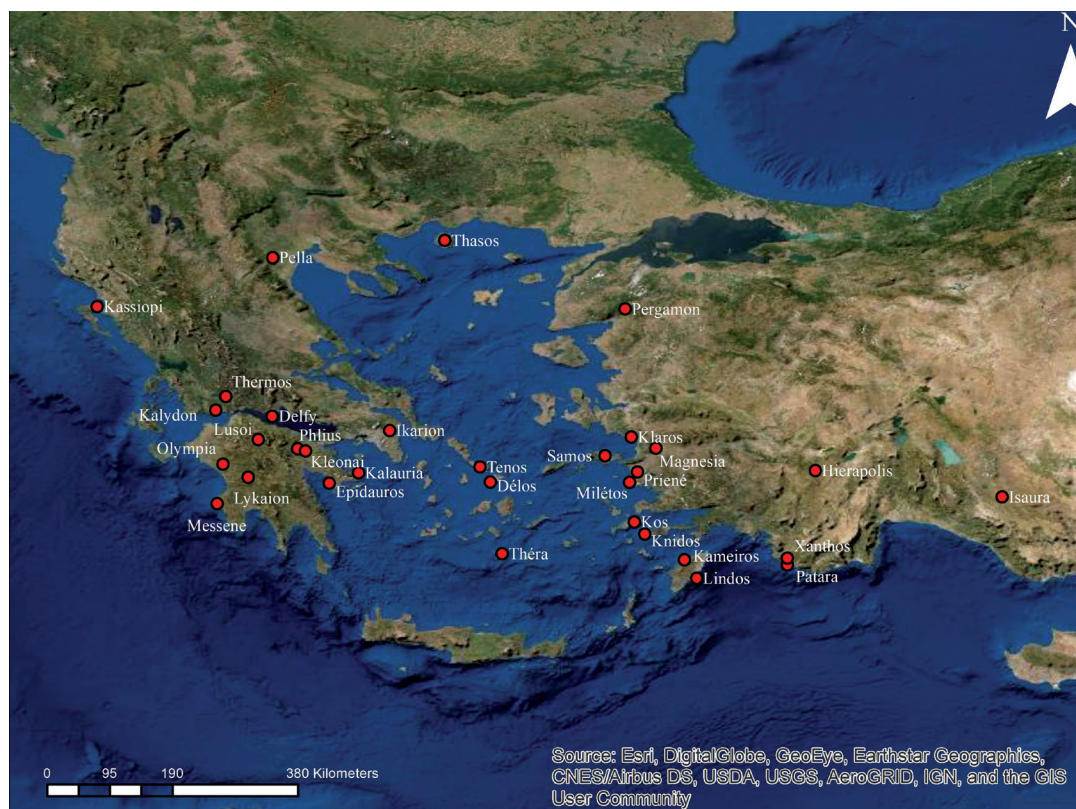 N
Thasos
Pella
Kassiopi
Pergamon
Thermos
Kalydon
Delfy
Lusoi
Phlius
Ikarion
Olympia
Kleonai
Kalauria
Lykaion
Epidauros
Messene
Klaros
Samos
Magnesia
Tenos
Priené
Délos
Milétos
Hierapolis
Isaura
Kos
Knidos
Théra
Kameiros
Xanthos
Lindos
Patara
0 95 190 380 Kilometers
Source: Esri, DigitalGlobe, GeoEye, Earthstar Geographics,
CNES/Airbus DS, USDA, USGS, AeroGRID, IGN, and the GIS
User Community